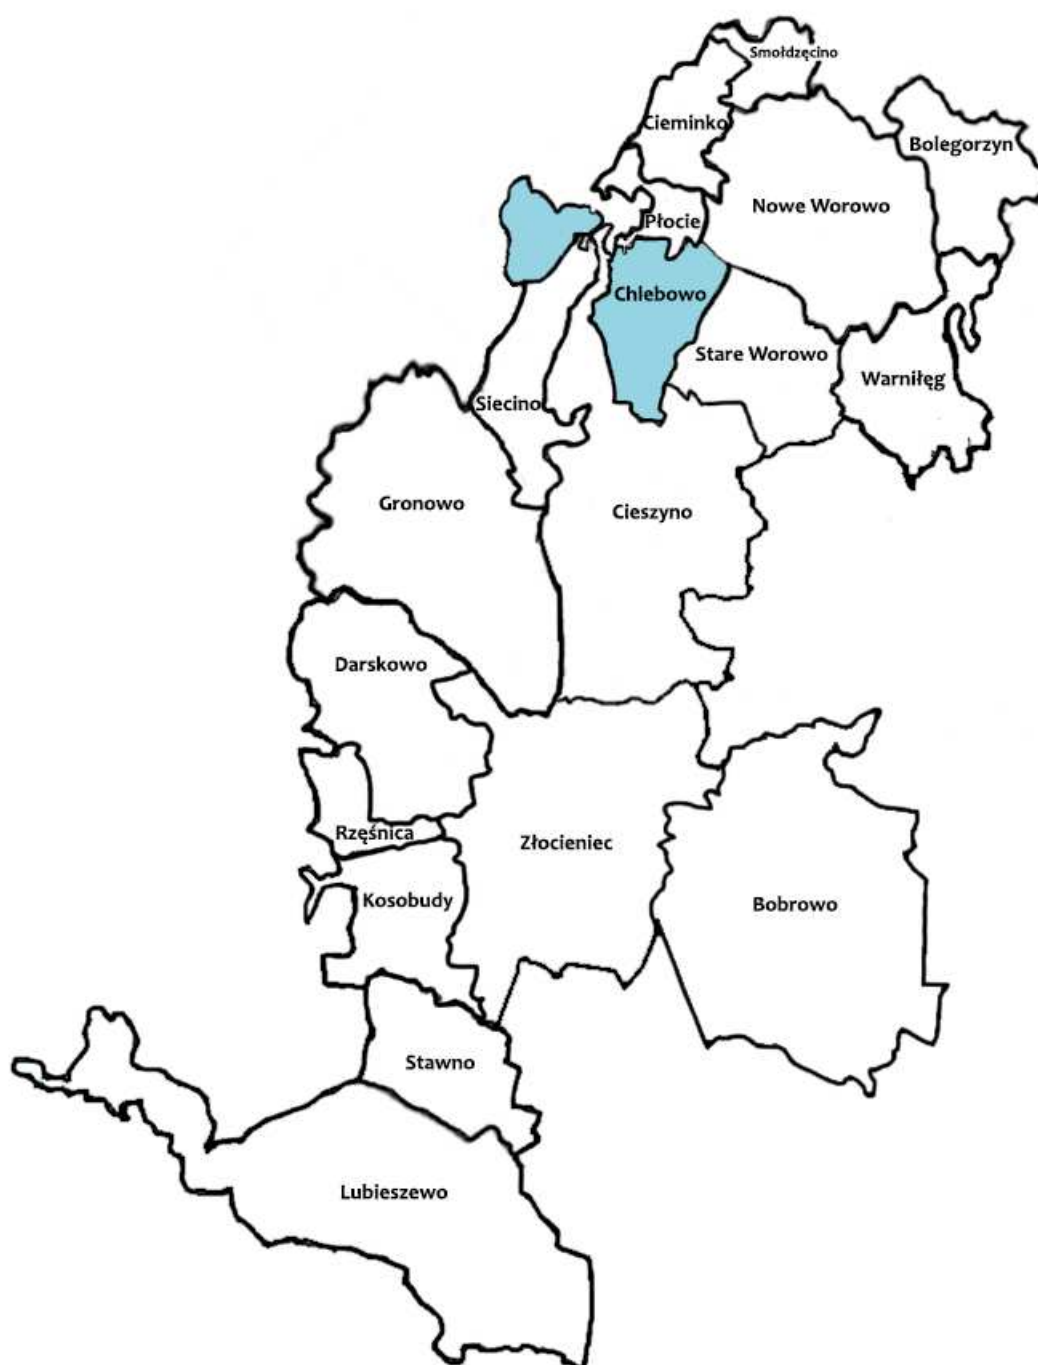 Smołdzęcino
Cieminko
Bolegorzyn
Nowe Worowo
Płocie
Chlebowo
Stare Worowo
Warniłęg
Siecino
Gronowo
Cieszyno
Darskowo
Rzęśnica
Złocieniec
Kosobudy
Bobrowo
Stawno
Lubieszewo